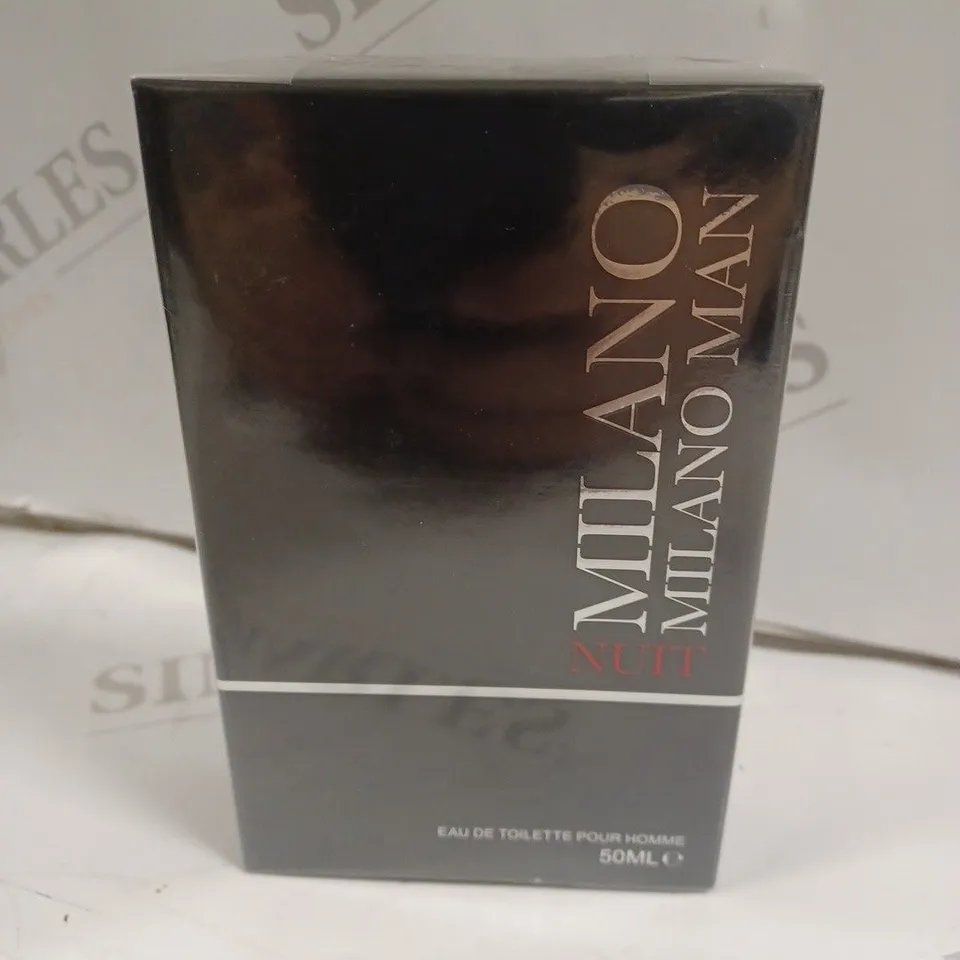 MILANO
MILANO MAN
NUIT
EAU DE TOILETTE POUR HOMME
50ML ℮